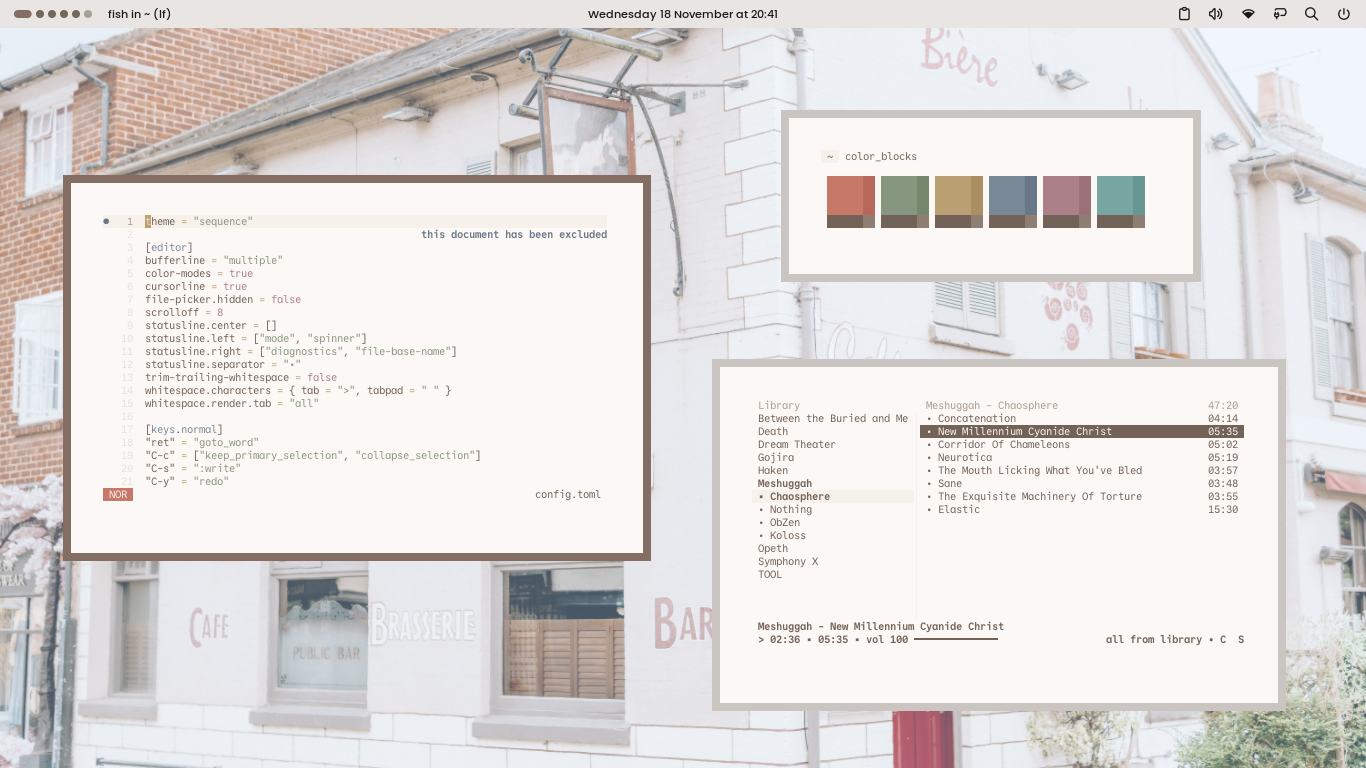 fish in ~ (lf)
Wednesday 18 November at 20:41
Bière
~ color_blocks
1 theme = "sequence"
2 this document has been excluded
3 [editor]
4 bufferline = "multiple"
5 color-modes = true
6 cursorline = true
7 file-picker.hidden = false
8 scrolloff = 8
9 statusline.center = []
10 statusline.left = ["mode", "spinner"]
11 statusline.right = ["diagnostics", "file-base-name"]
12 statusline.separator = "·"
13 trim-trailing-whitespace = false
14 whitespace.characters = { tab = ">", tabpad = " " }
15 whitespace.render.tab = "all"
16
17 [keys.normal]
18 "ret" = "goto_word"
19 "C-c" = ["keep_primary_selection", "collapse_selection"]
20 "C-s" = ":write"
21 "C-y" = "redo"
NOR config.toml
Library
Between the Buried and Me
Death
Dream Theater
Gojira
Haken
Meshuggah
• Chaosphere
• Nothing
• ObZen
• Koloss
Opeth
Symphony X
TOOL
Meshuggah – Chaosphere 47:20
• Concatenation 04:14
• New Millennium Cyanide Christ 05:35
• Corridor Of Chameleons 05:02
• Neurotica 05:19
• The Mouth Licking What You've Bled 03:57
• Sane 03:48
• The Exquisite Machinery Of Torture 03:55
• Elastic 15:30
Meshuggah – New Millennium Cyanide Christ
> 02:36 • 05:35 • vol 100 all from library • C S
CAFE
BRASSERIE
BAR
PUBLIC BAR